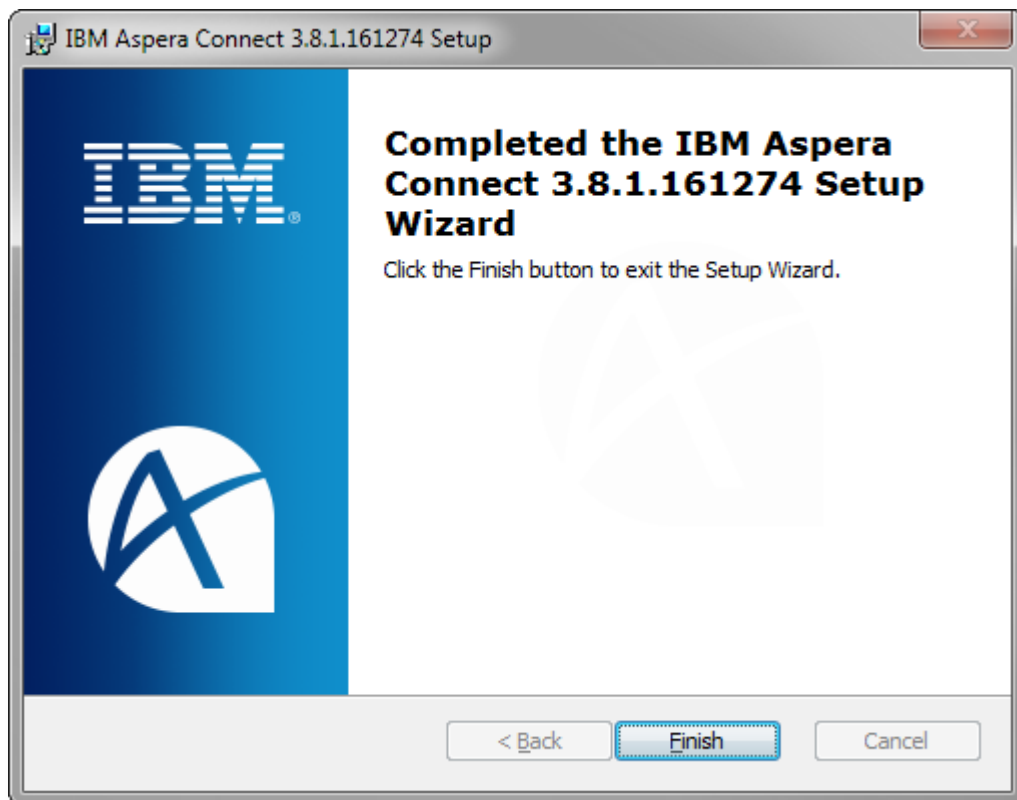 IBM Aspera Connect 3.8.1.161274 Setup
IBM®
Completed the IBM Aspera
Connect 3.8.1.161274 Setup
Wizard
Click the Finish button to exit the Setup Wizard.
< Back
Finish
Cancel